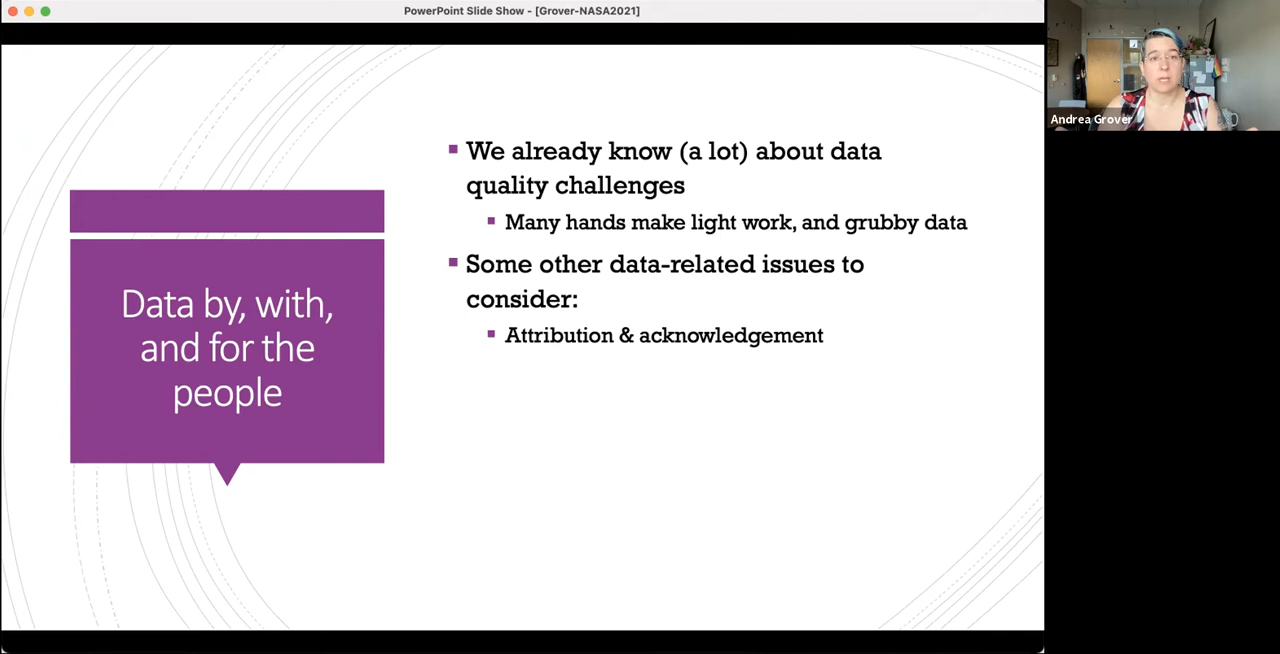 PowerPoint Slide Show - [Grover-NASA2021]
Data by, with,
and for the
people
We already know (a lot) about data
quality challenges
Many hands make light work, and grubby data
Some other data-related issues to
consider:
Attribution & acknowledgement
Andrea Grover